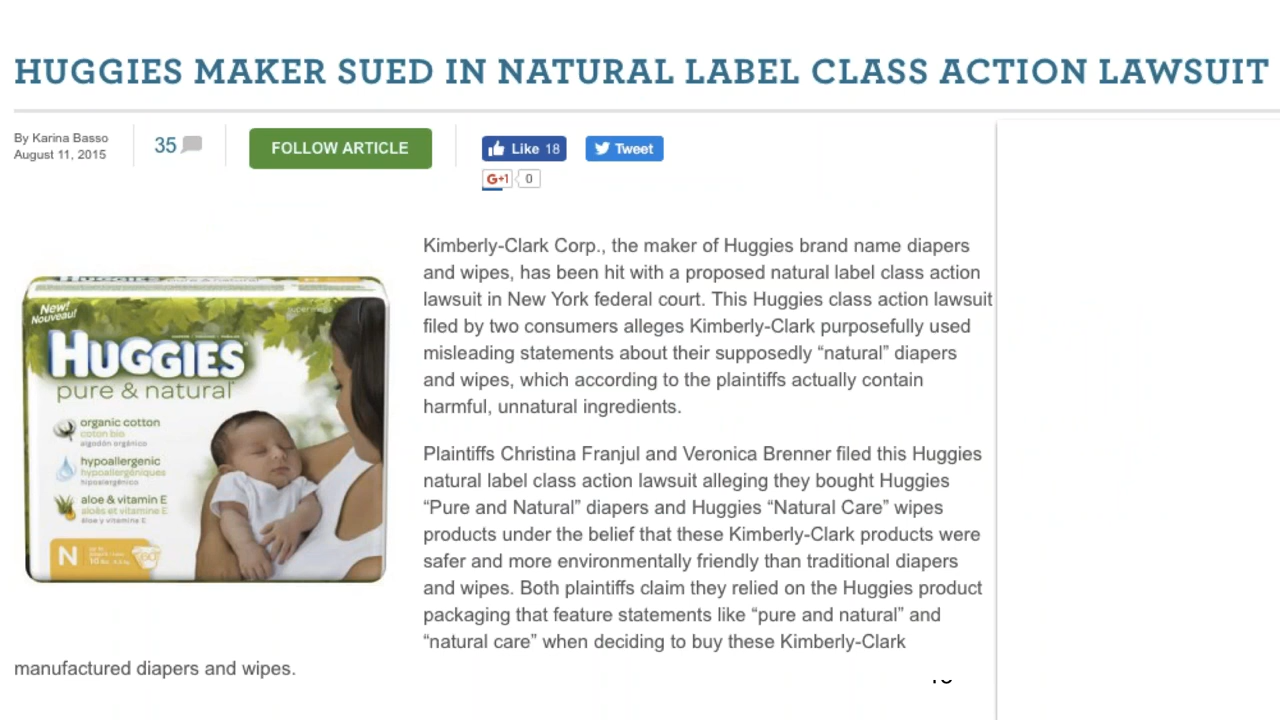 HUGGIES MAKER SUED IN NATURAL LABEL CLASS ACTION LAWSUIT
By Karina Basso
August 11, 2015
35
FOLLOW ARTICLE
Like 18
Tweet
G+1
0
New!
Nouveau!
HUGGIES
pure & natural
organic cotton
coton bio
algodón orgánico
hypoallergenic
hypoallergéniques
hipoalergénico
aloe & vitamin E
aloès et vitamine E
áloe y vitamina E
N
Kimberly-Clark Corp., the maker of Huggies brand name diapers
and wipes, has been hit with a proposed natural label class action
lawsuit in New York federal court. This Huggies class action lawsuit
filed by two consumers alleges Kimberly-Clark purposefully used
misleading statements about their supposedly “natural” diapers
and wipes, which according to the plaintiffs actually contain
harmful, unnatural ingredients.
Plaintiffs Christina Franjul and Veronica Brenner filed this Huggies
natural label class action lawsuit alleging they bought Huggies
“Pure and Natural” diapers and Huggies “Natural Care” wipes
products under the belief that these Kimberly-Clark products were
safer and more environmentally friendly than traditional diapers
and wipes. Both plaintiffs claim they relied on the Huggies product
packaging that feature statements like “pure and natural” and
“natural care” when deciding to buy these Kimberly-Clark
manufactured diapers and wipes.